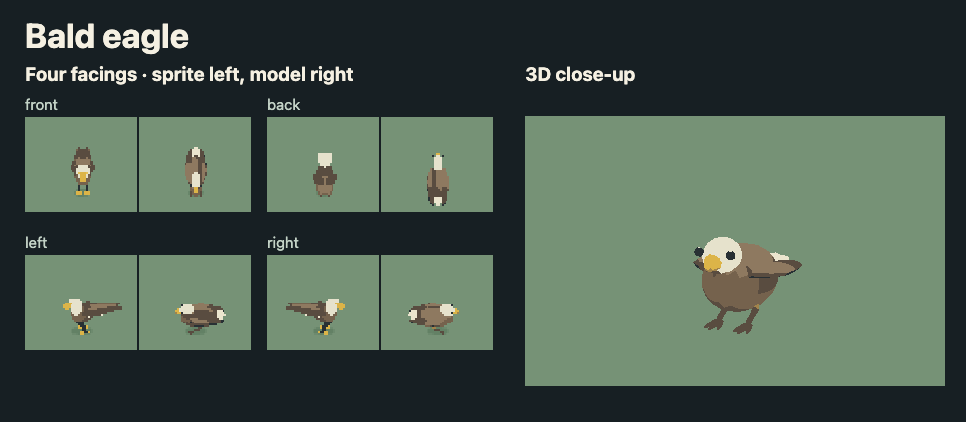 Bald eagle
Four facings · sprite left, model right
3D close-up
front
back
left
right